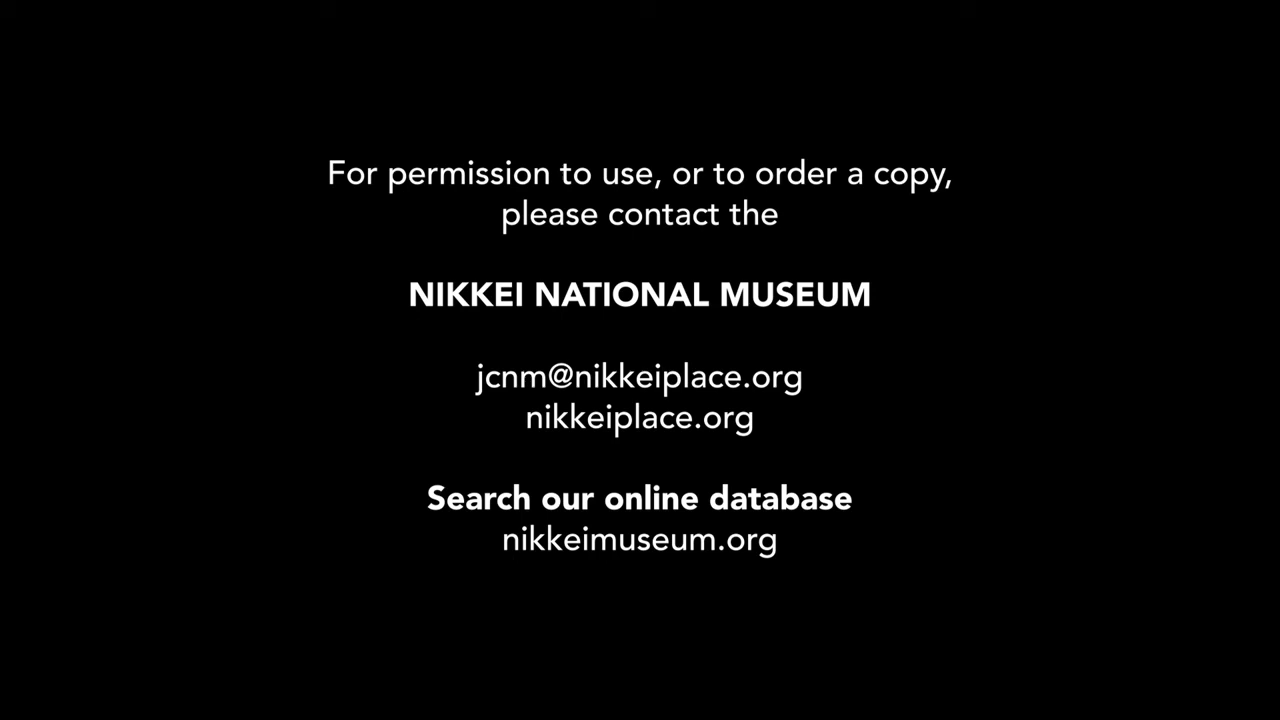 For permission to use, or to order a copy,
please contact the
NIKKEI NATIONAL MUSEUM
jcnm@nikkeiplace.org
nikkeiplace.org
Search our online database
nikkeimuseum.org